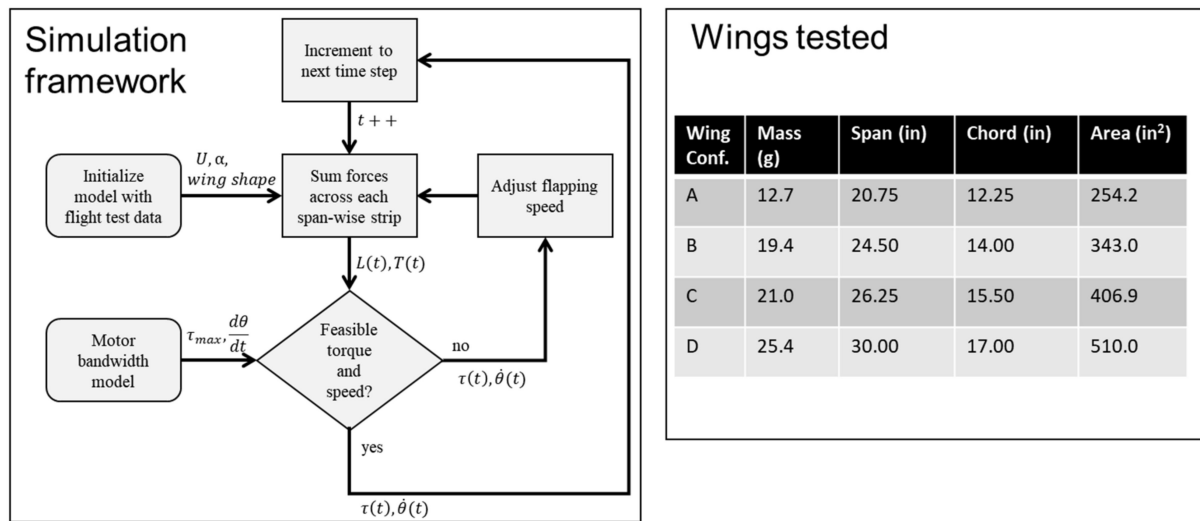 Simulation
framework
Increment to
next time step
t + +
Initialize
model with
flight test data
U, α,
wing shape
Sum forces
across each
span-wise strip
Adjust flapping
speed
L(t), T(t)
Motor
bandwidth
model
τmax, dθ/dt
Feasible
torque
and
speed?
no
τ(t), θ̇(t)
yes
τ(t), θ̇(t)
Wings tested
Wing Conf. Mass (g) Span (in) Chord (in) Area (in²)
A 12.7 20.75 12.25 254.2
B 19.4 24.50 14.00 343.0
C 21.0 26.25 15.50 406.9
D 25.4 30.00 17.00 510.0